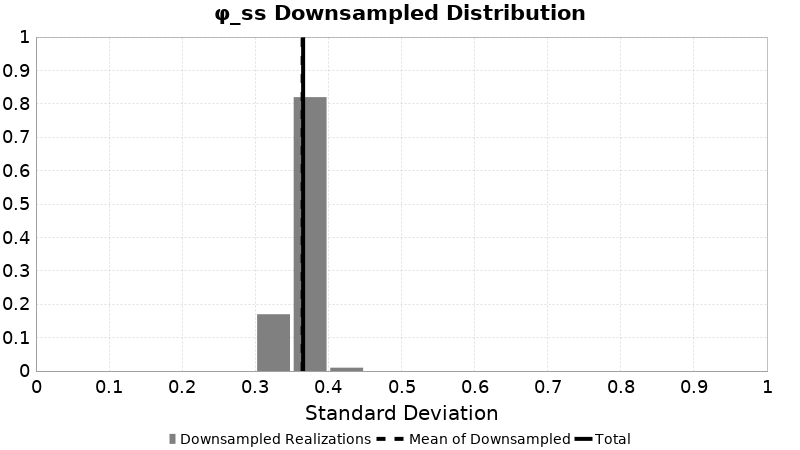 φ_ss Downsampled Distribution
1
0.9
0.8
0.7
0.6
0.5
0.4
0.3
0.2
0.1
0
0 0.1 0.2 0.3 0.4 0.5 0.6 0.7 0.8 0.9 1
Standard Deviation
Downsampled Realizations Mean of Downsampled Total